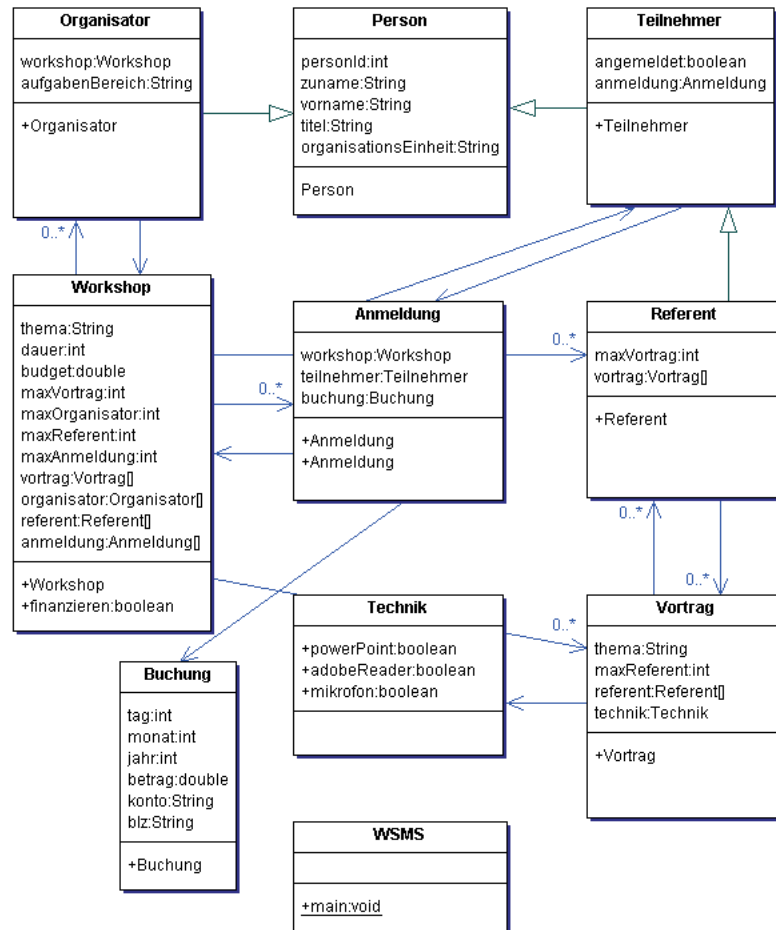 Organisator
workshop:Workshop
aufgabenBereich:String
+Organisator
Person
personId:int
zuname:String
vorname:String
titel:String
organisationsEinheit:String
Person
Teilnehmer
angemeldet:boolean
anmeldung:Anmeldung
+Teilnehmer
0..*
Workshop
thema:String
dauer:int
budget:double
maxVortrag:int
maxOrganisator:int
maxReferent:int
maxAnmeldung:int
vortrag:Vortrag[]
organisator:Organisator[]
referent:Referent[]
anmeldung:Anmeldung[]
+Workshop
+finanzieren:boolean
0..*
Anmeldung
workshop:Workshop
teilnehmer:Teilnehmer
buchung:Buchung
+Anmeldung
+Anmeldung
0..*
Referent
maxVortrag:int
vortrag:Vortrag[]
+Referent
0..*
0..*
Technik
+powerPoint:boolean
+adobeReader:boolean
+mikrofon:boolean
0..*
Vortrag
thema:String
maxReferent:int
referent:Referent[]
technik:Technik
+Vortrag
Buchung
tag:int
monat:int
jahr:int
betrag:double
konto:String
blz:String
+Buchung
WSMS
+main:void